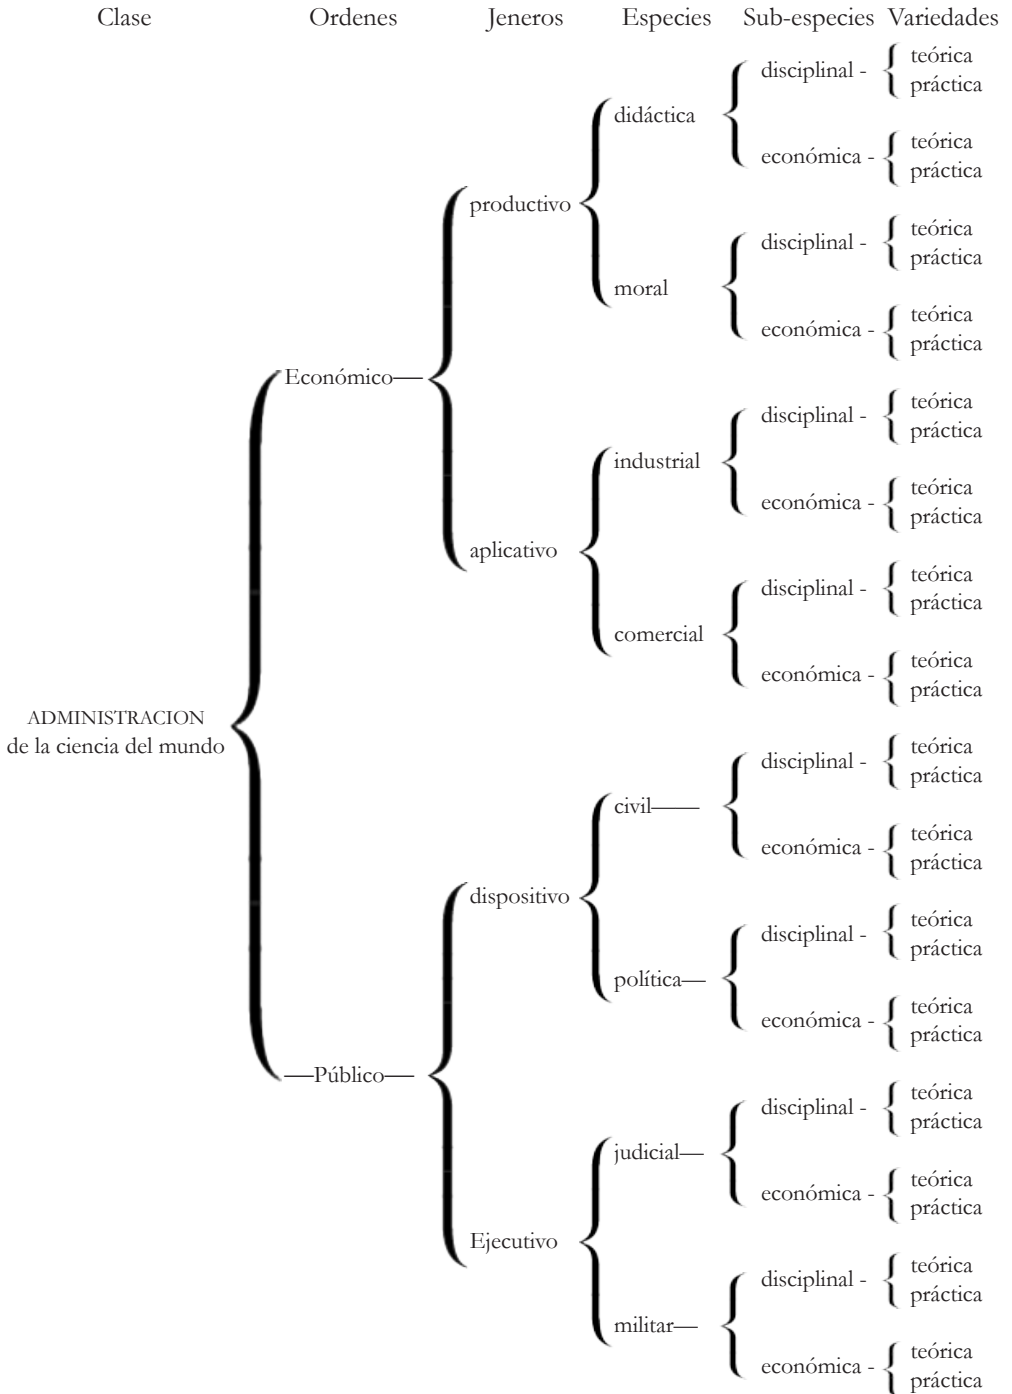 Clase Ordenes Jeneros Especies Sub-especies Variedades
teórica
disciplinal -
práctica
didáctica
teórica
económica -
práctica
productivo
teórica
disciplinal -
práctica
moral
teórica
económica -
práctica
Económico—
teórica
disciplinal -
práctica
industrial
teórica
económica -
práctica
aplicativo
teórica
disciplinal -
práctica
comercial
teórica
económica -
práctica
ADMINISTRACION
de la ciencia del mundo
teórica
disciplinal -
práctica
civil——
teórica
económica -
práctica
dispositivo
teórica
disciplinal -
práctica
política—
teórica
económica -
práctica
—Público—
teórica
disciplinal -
práctica
judicial—
teórica
económica -
práctica
Ejecutivo
teórica
disciplinal -
práctica
militar—
teórica
económica -
práctica